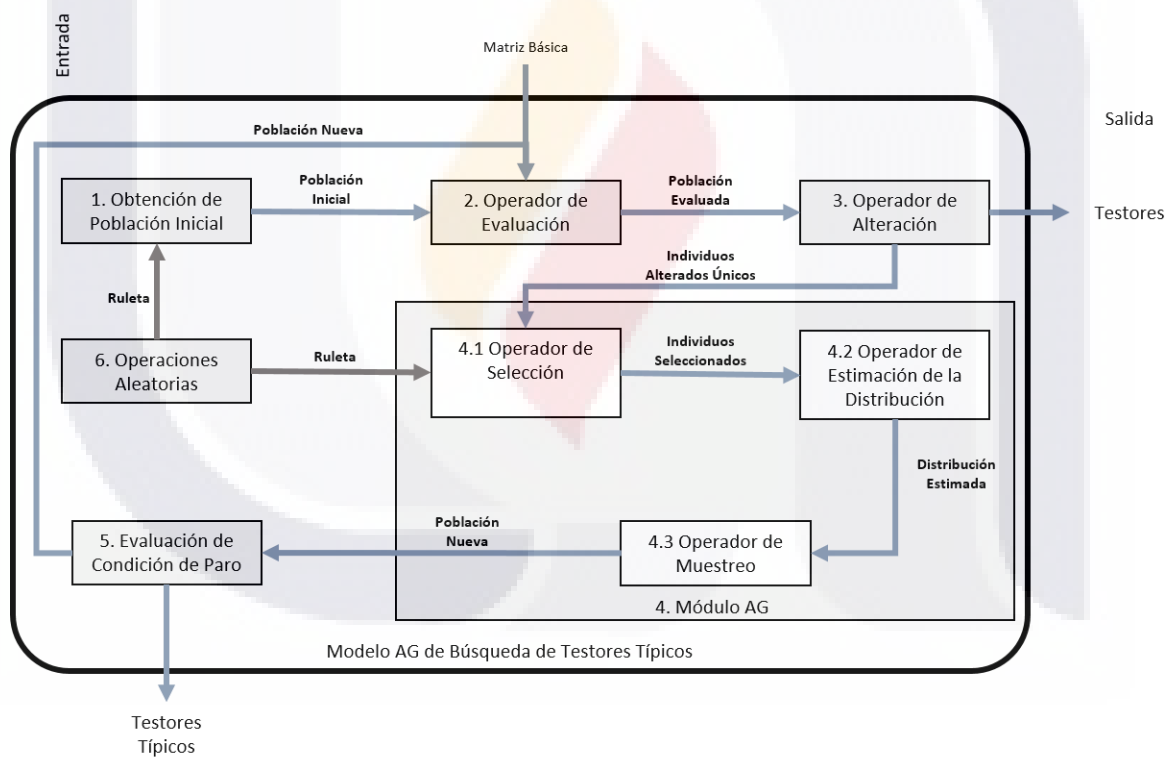 Entrada
Matriz Básica
Salida
Población Nueva
1. Obtención de
Población Inicial
Población
Inicial
2. Operador de
Evaluación
Población
Evaluada
3. Operador de
Alteración
Testores
Individuos
Alterados Únicos
Ruleta
6. Operaciones
Aleatorias
Ruleta
4.1 Operador de
Selección
Individuos
Seleccionados
4.2 Operador de
Estimación de la
Distribución
Distribución
Estimada
5. Evaluación de
Condición de Paro
Población
Nueva
4.3 Operador de
Muestreo
4. Módulo AG
Modelo AG de Búsqueda de Testores Típicos
Testores
Típicos